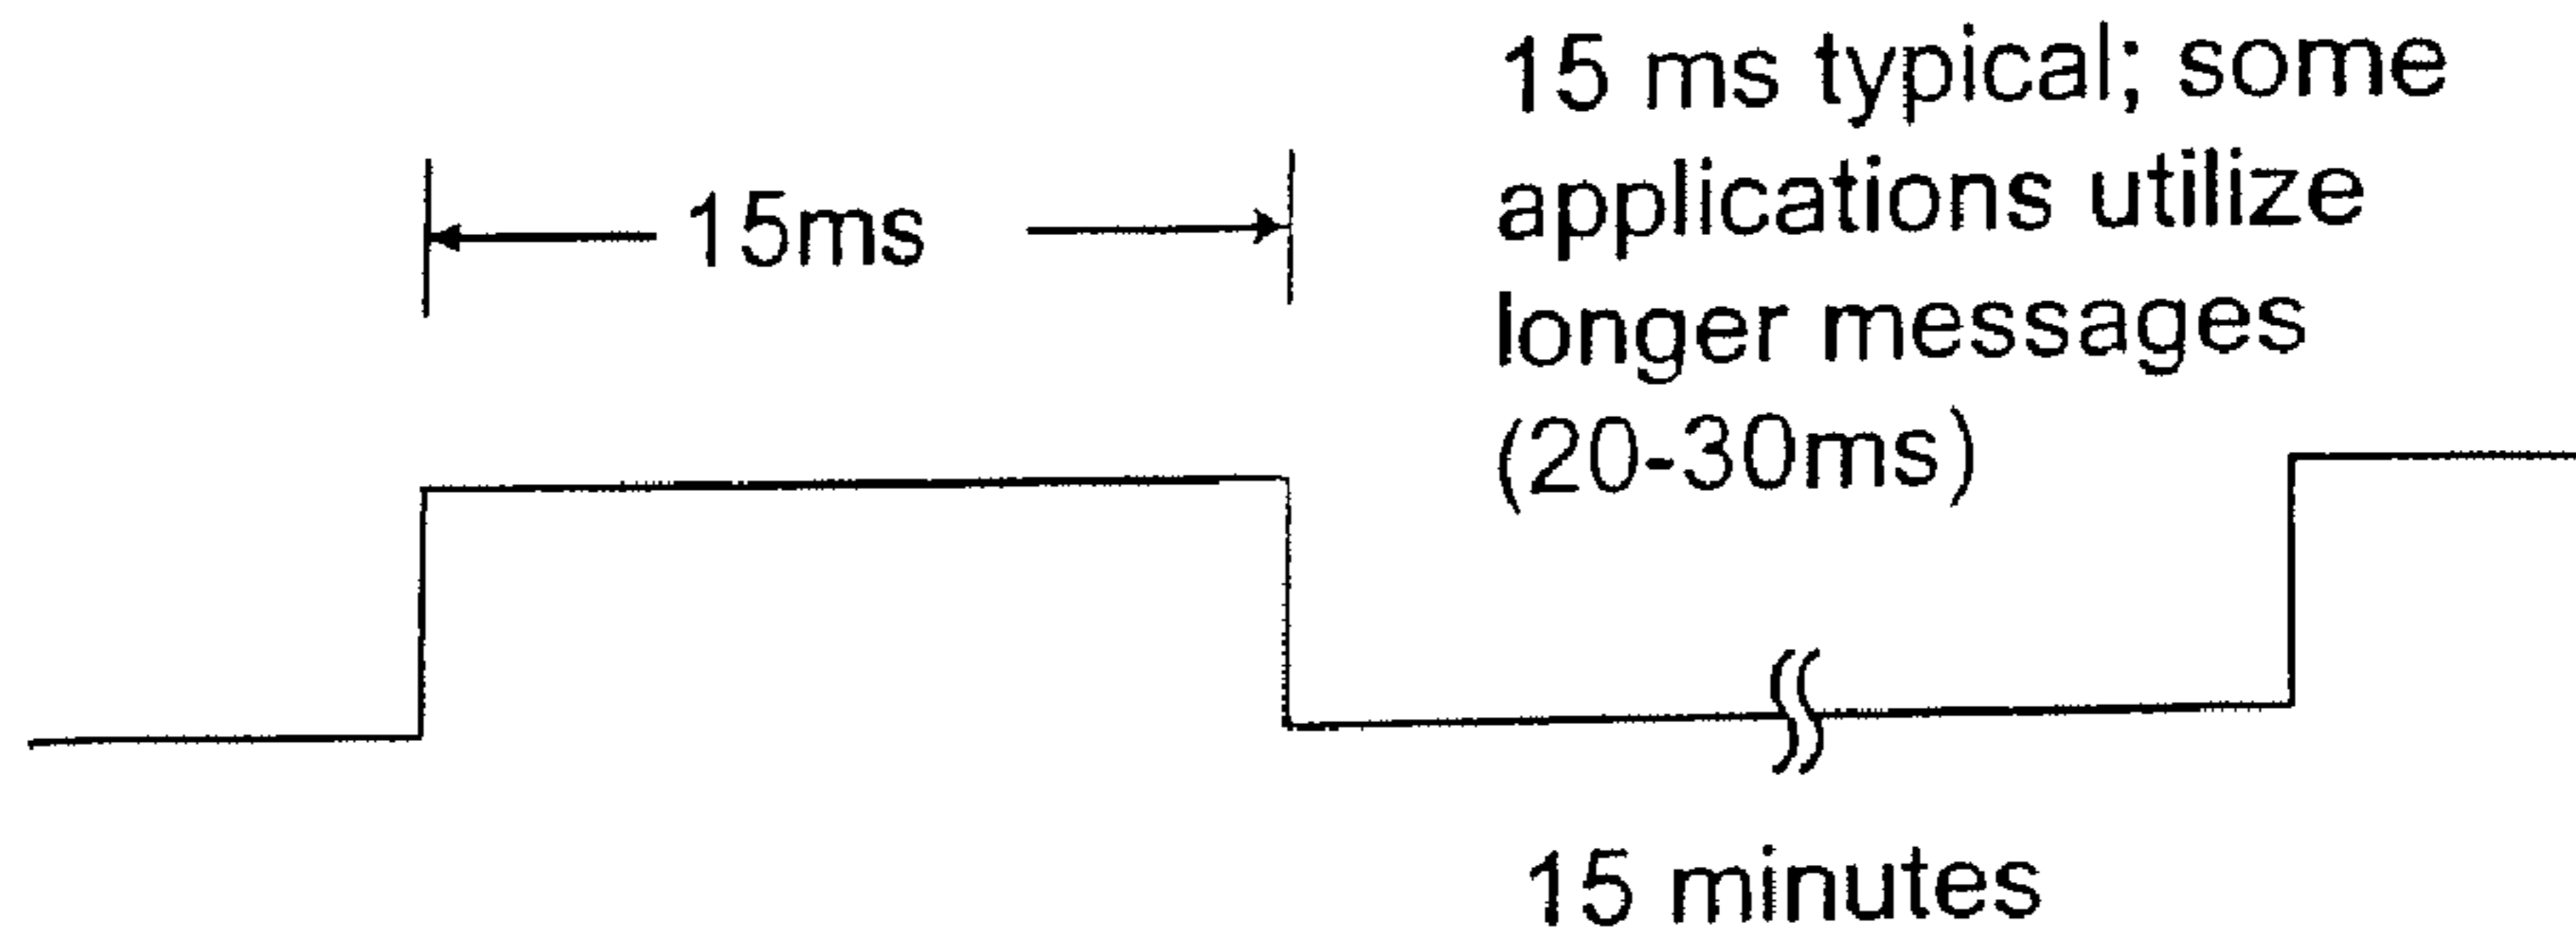 15ms
15 ms typical; some
applications utilize
longer messages
(20-30ms)
15 minutes